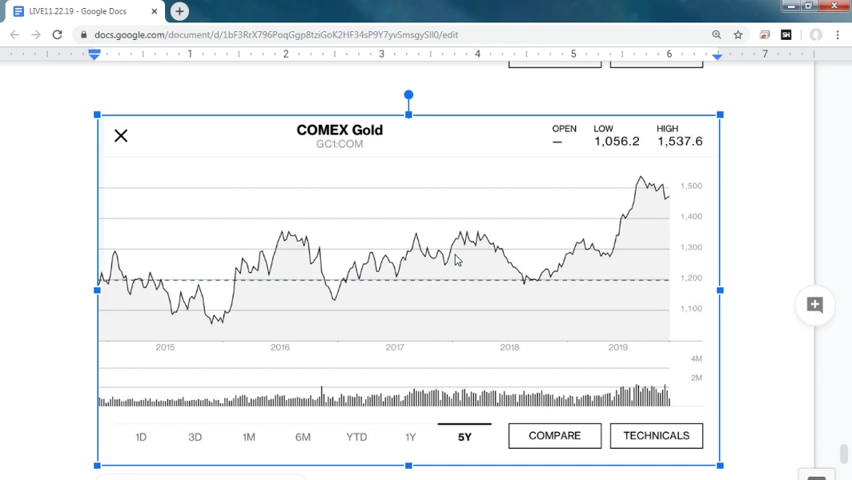 LIVE11.22.19 - Google Docs
docs.google.com/document/d/1bF3RrX796PoqGgp8tziGoK2HF34sP9Y7yvSmsgySlI0/edit
1 2 3 4 5 6 7
COMEX Gold
GC1:COM
OPEN LOW HIGH
— 1,056.2 1,537.6
1,500
1,400
1,300
1,200
1,100
2015 2016 2017 2018 2019
4M
2M
1D 3D 1M 6M YTD 1Y 5Y COMPARE TECHNICALS